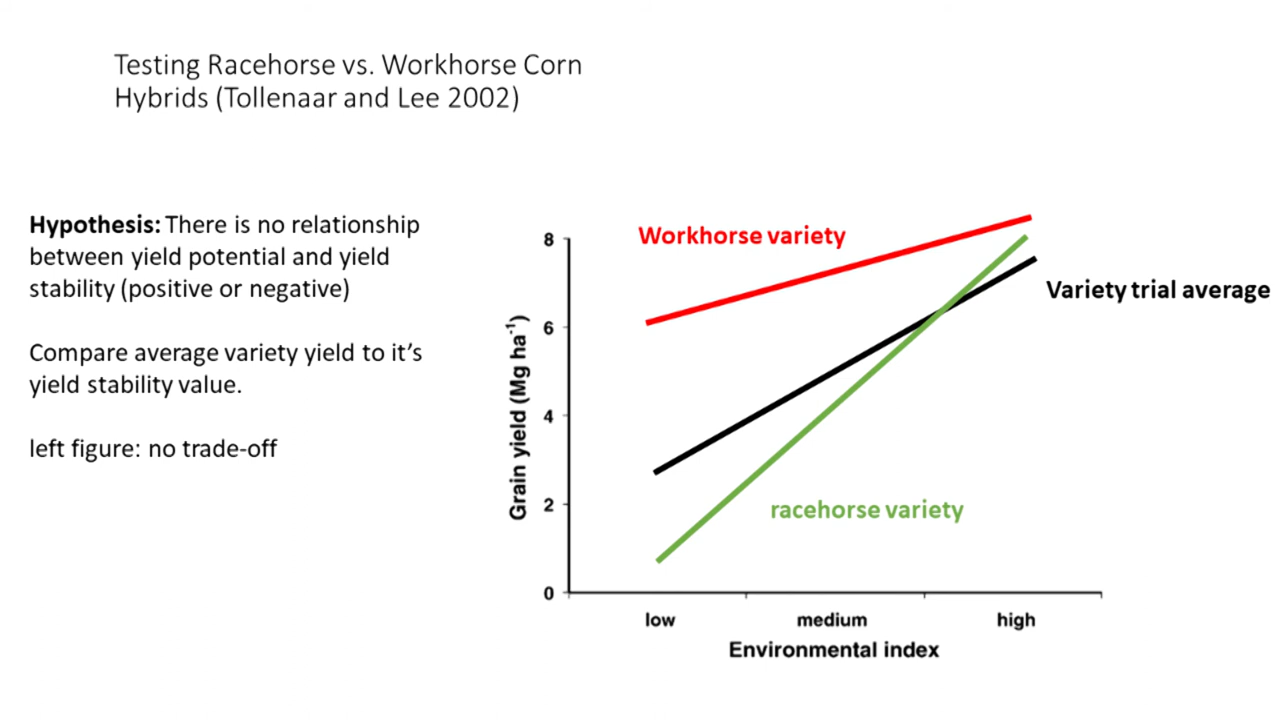 Testing Racehorse vs. Workhorse Corn
Hybrids (Tollenaar and Lee 2002)
Hypothesis: There is no relationship
between yield potential and yield
stability (positive or negative)
Compare average variety yield to it's
yield stability value.
left figure: no trade-off
Workhorse variety
Variety trial average
racehorse variety
Grain yield (Mg ha⁻¹)
8
6
4
2
0
low medium high
Environmental index